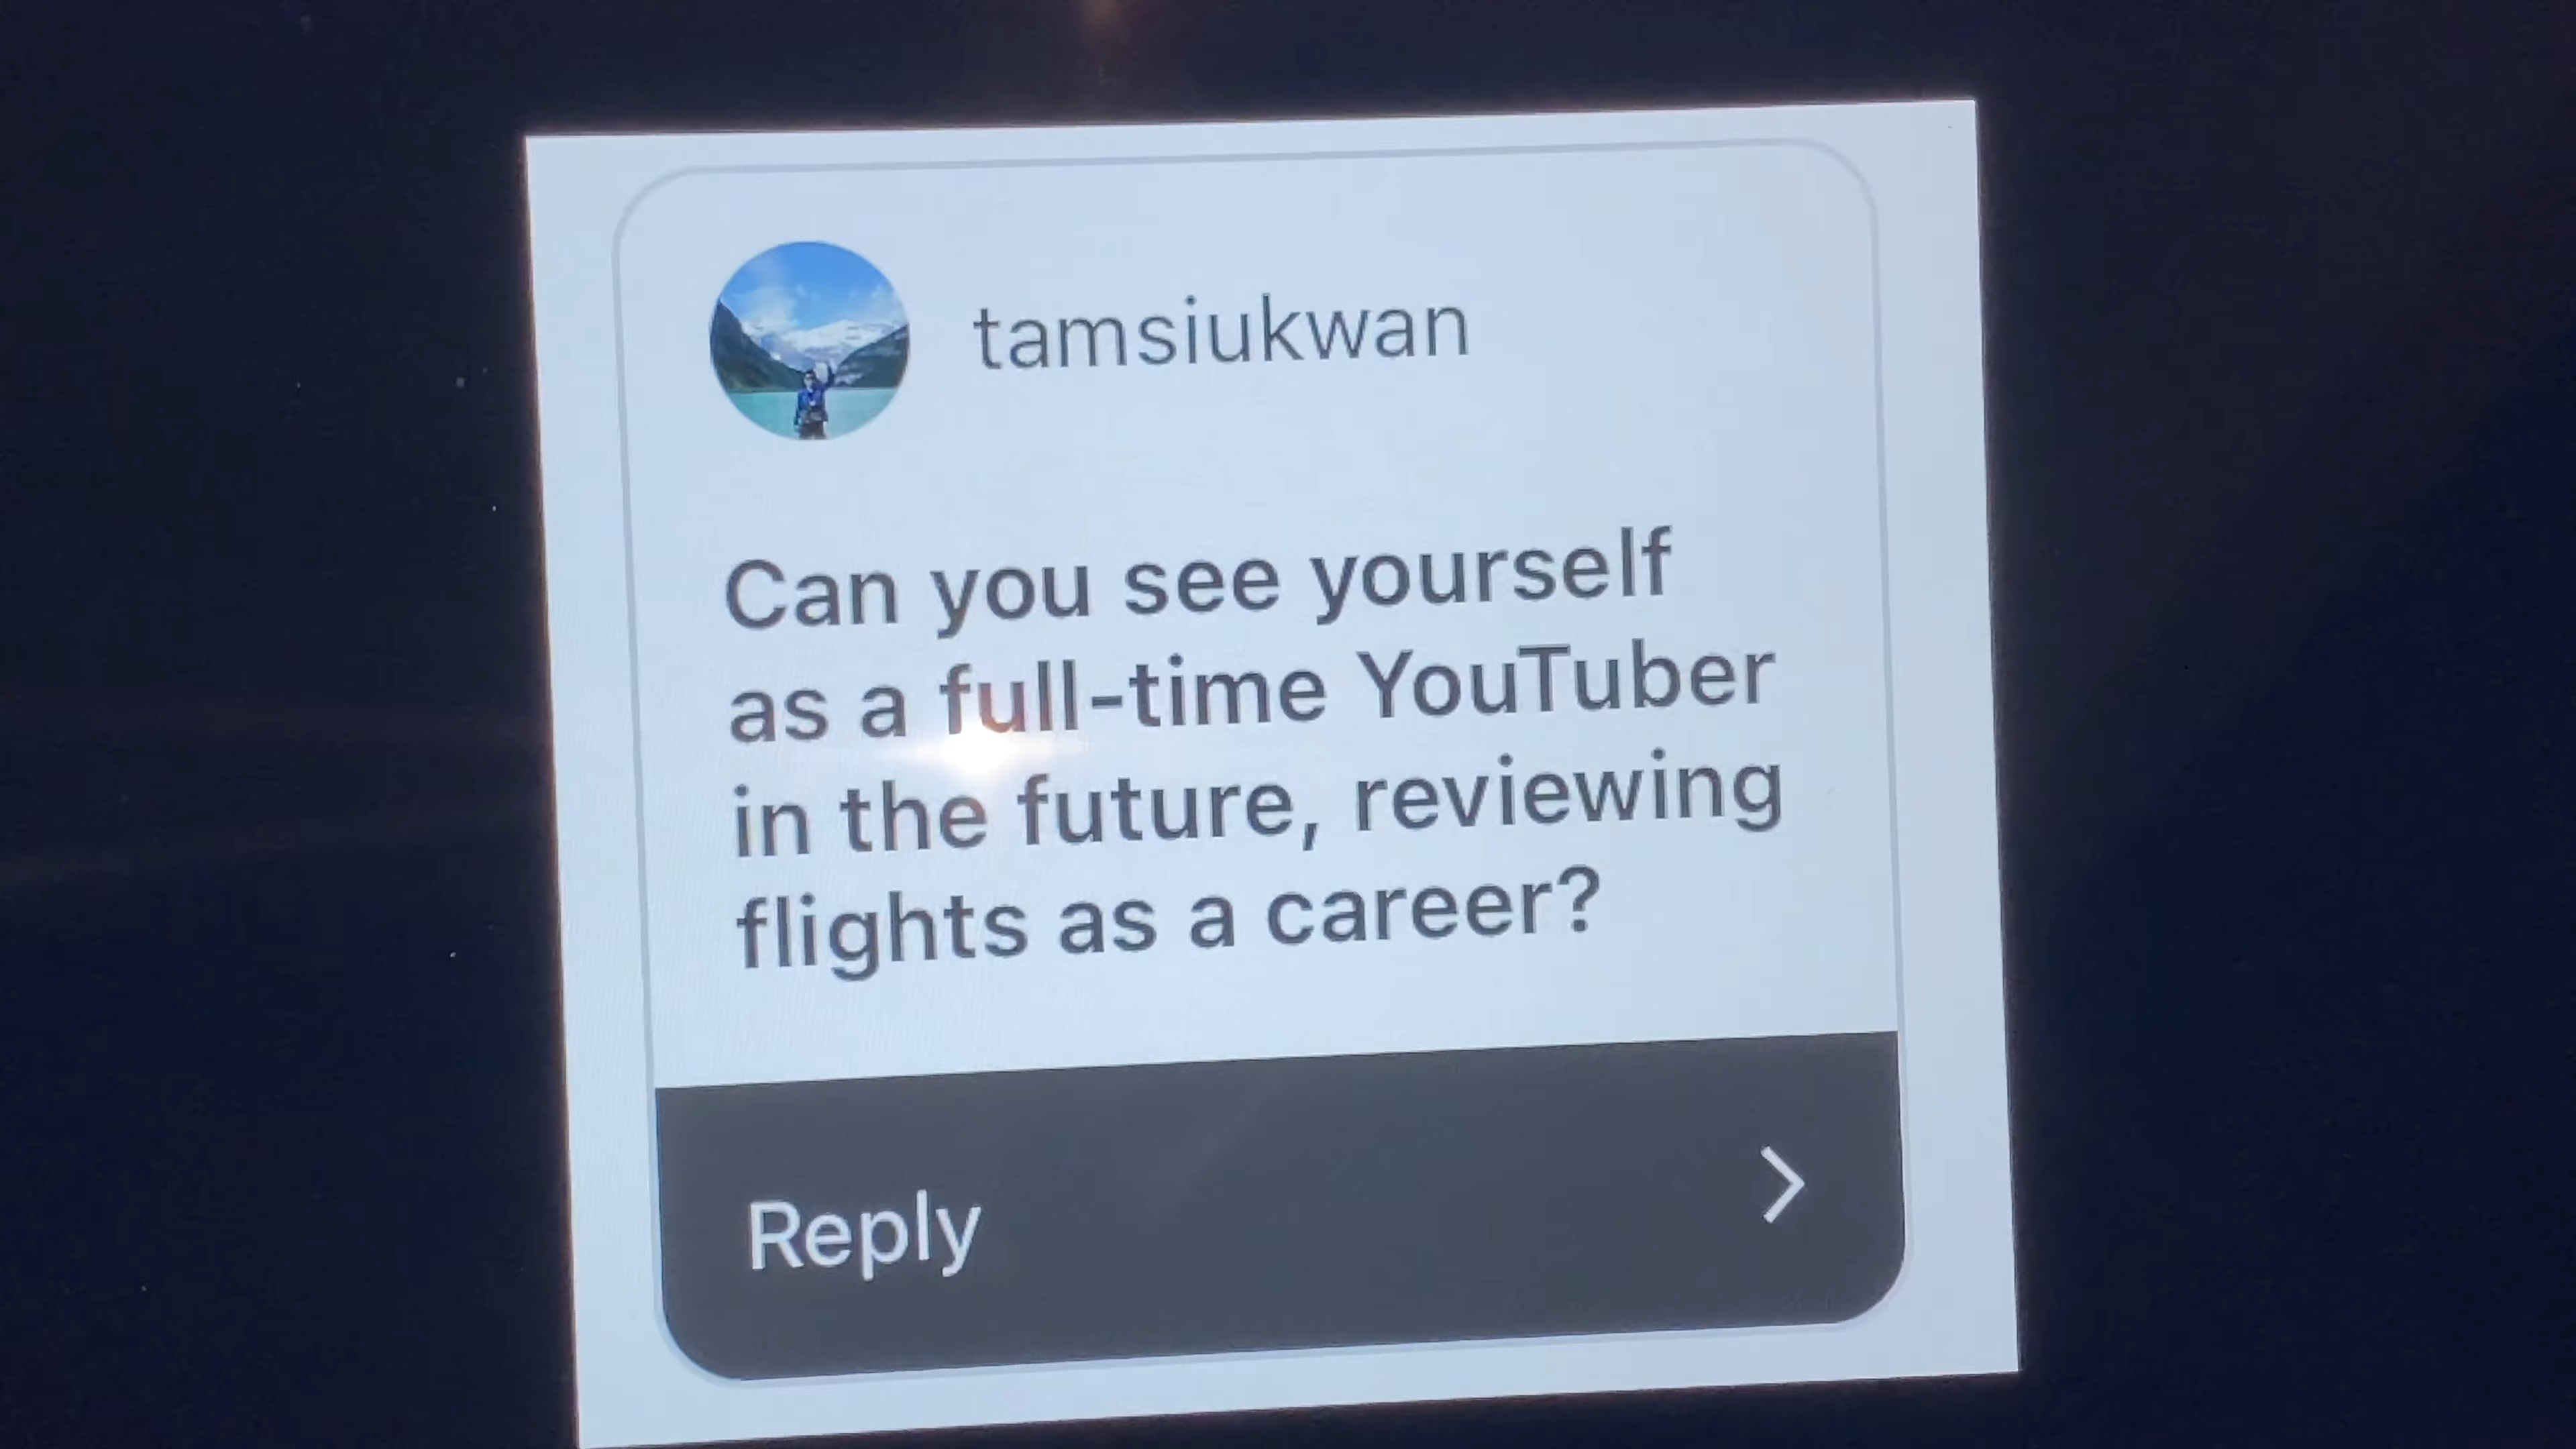 tamsiukwan
Can you see yourself
as a full-time YouTuber
in the future, reviewing
flights as a career?
Reply